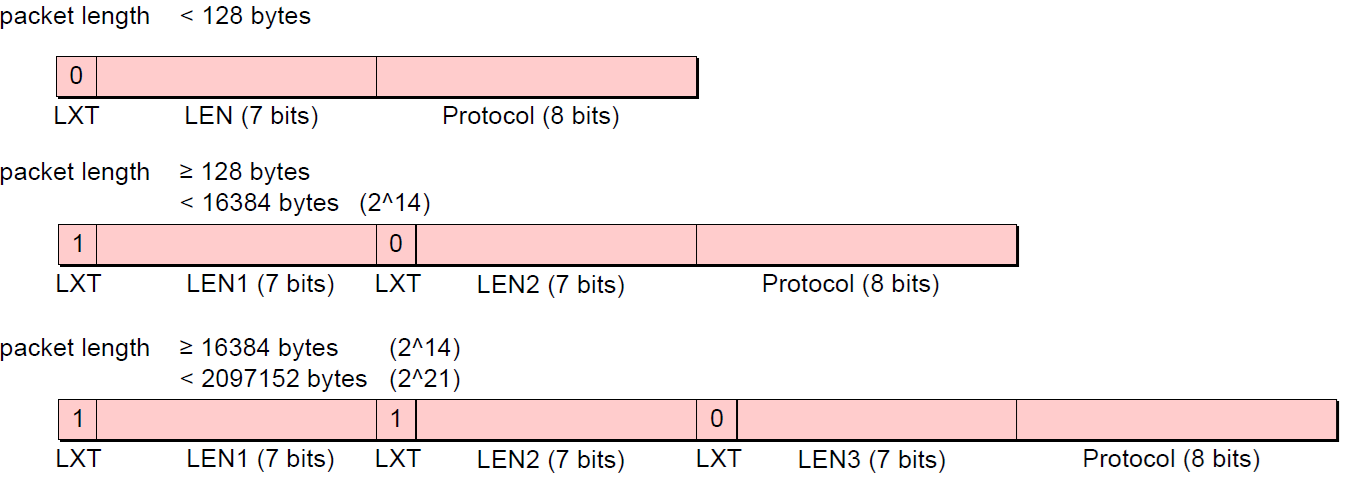 packet length < 128 bytes
0
LXT LEN (7 bits) Protocol (8 bits)
packet length ≥ 128 bytes
< 16384 bytes (2^14)
1 0
LXT LEN1 (7 bits) LXT LEN2 (7 bits) Protocol (8 bits)
packet length ≥ 16384 bytes (2^14)
< 2097152 bytes (2^21)
1 1 0
LXT LEN1 (7 bits) LXT LEN2 (7 bits) LXT LEN3 (7 bits) Protocol (8 bits)